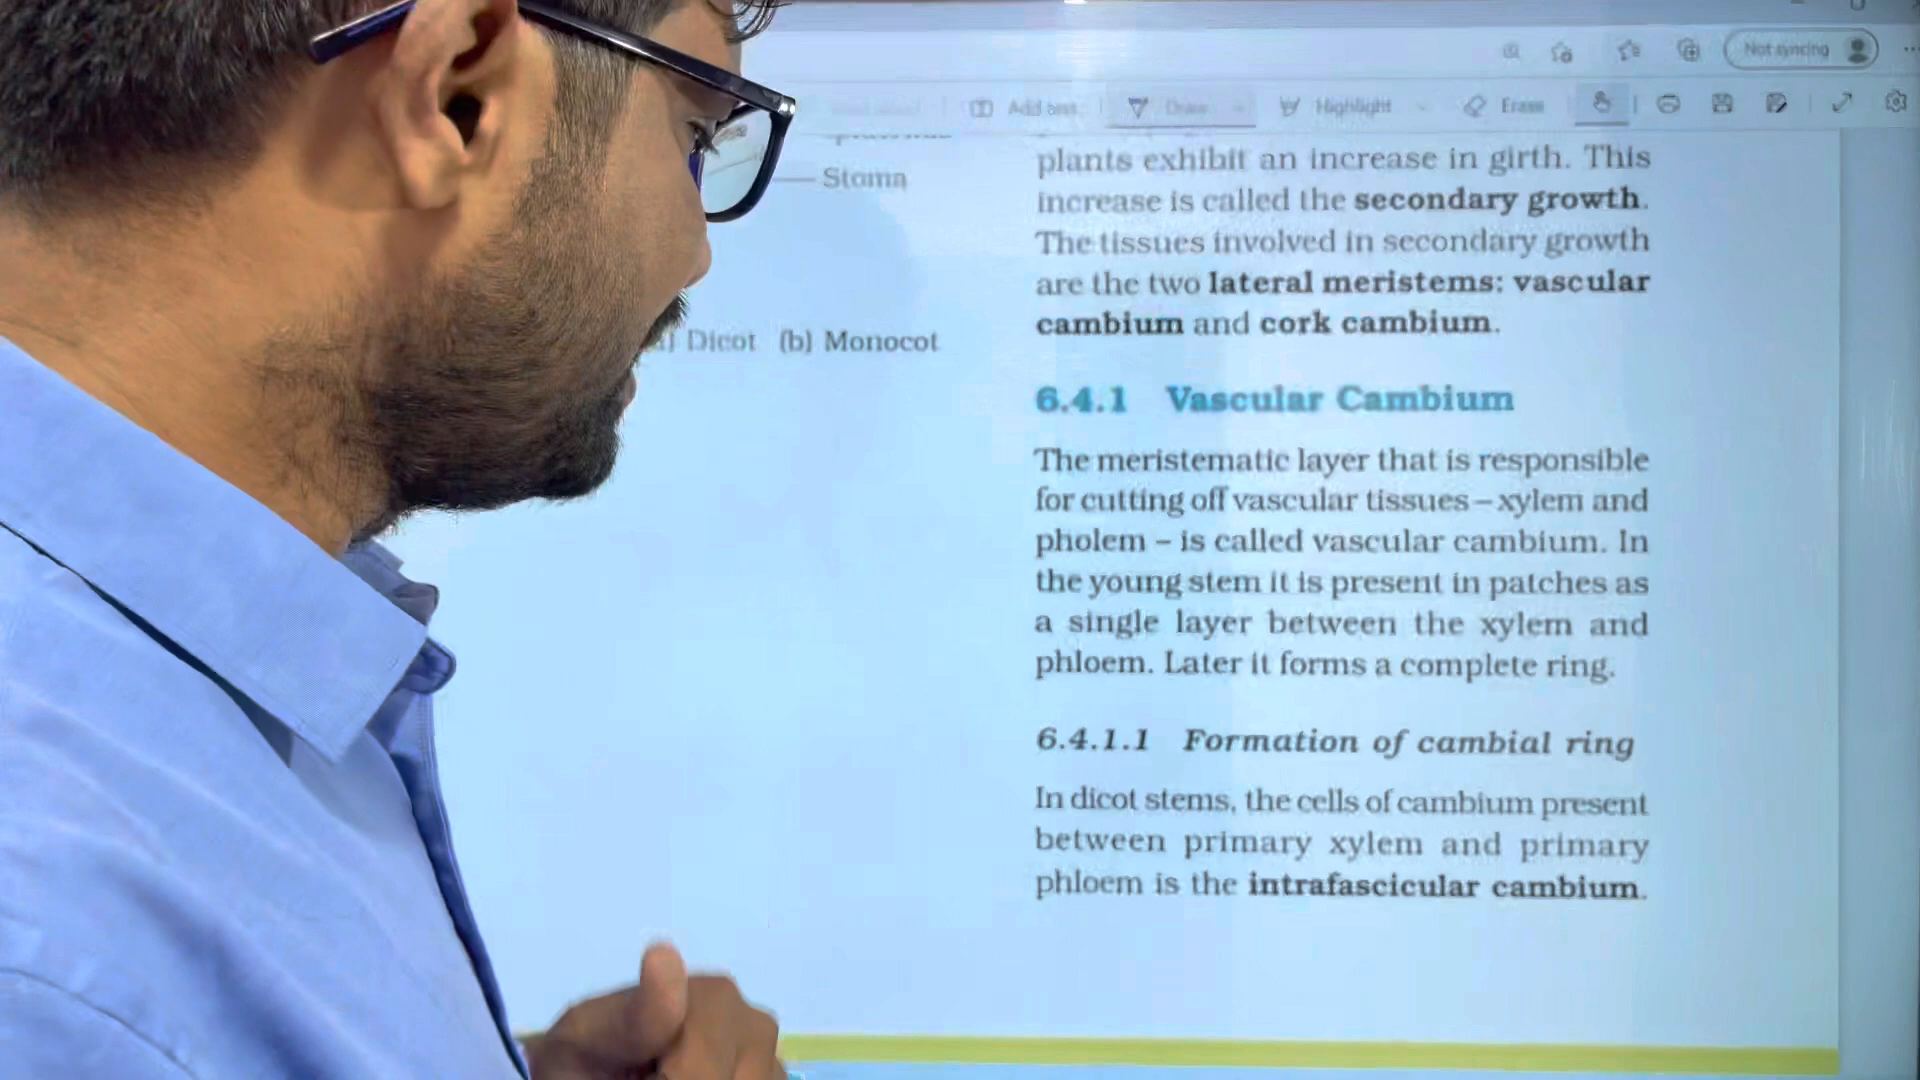 Not syncing
Draw
Highlight
Erase
Stoma
Dicot (b) Monocot
plants exhibit an increase in girth. This
increase is called the secondary growth.
The tissues involved in secondary growth
are the two lateral meristems: vascular
cambium and cork cambium.
6.4.1 Vascular Cambium
The meristematic layer that is responsible
for cutting off vascular tissues – xylem and
pholem – is called vascular cambium. In
the young stem it is present in patches as
a single layer between the xylem and
phloem. Later it forms a complete ring.
6.4.1.1 Formation of cambial ring
In dicot stems, the cells of cambium present
between primary xylem and primary
phloem is the intrafascicular cambium.